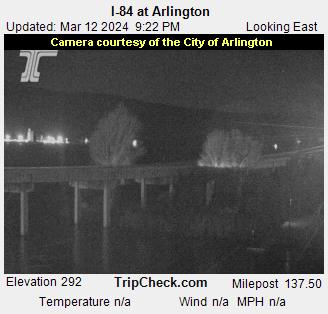 I-84 at Arlington
Updated: Mar 12 2024 9:22 PM Looking East
Camera courtesy of the City of Arlington
Elevation 292 TripCheck.com Milepost 137.50
Temperature n/a Wind n/a MPH n/a